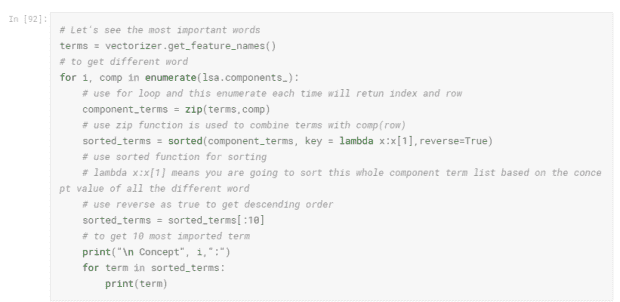 In [92]:
# Let's see the most important words
terms = vectorizer.get_feature_names()
# to get different word
for i, comp in enumerate(lsa.components_):
    # use for loop and this enumerate each time will retun index and row
    component_terms = zip(terms,comp)
    # use zip function is used to combine terms with comp(row)
    sorted_terms = sorted(component_terms, key = lambda x:x[1],reverse=True)
    # use sorted function for sorting
    # lambda x:x[1] means you are going to sort this whole component term list based on the conce
pt value of all the different word
    # use reverse as true to get descending order
    sorted_terms = sorted_terms[:10]
    # to get 10 most imported term
    print("\n Concept", i,":")
    for term in sorted_terms:
        print(term)